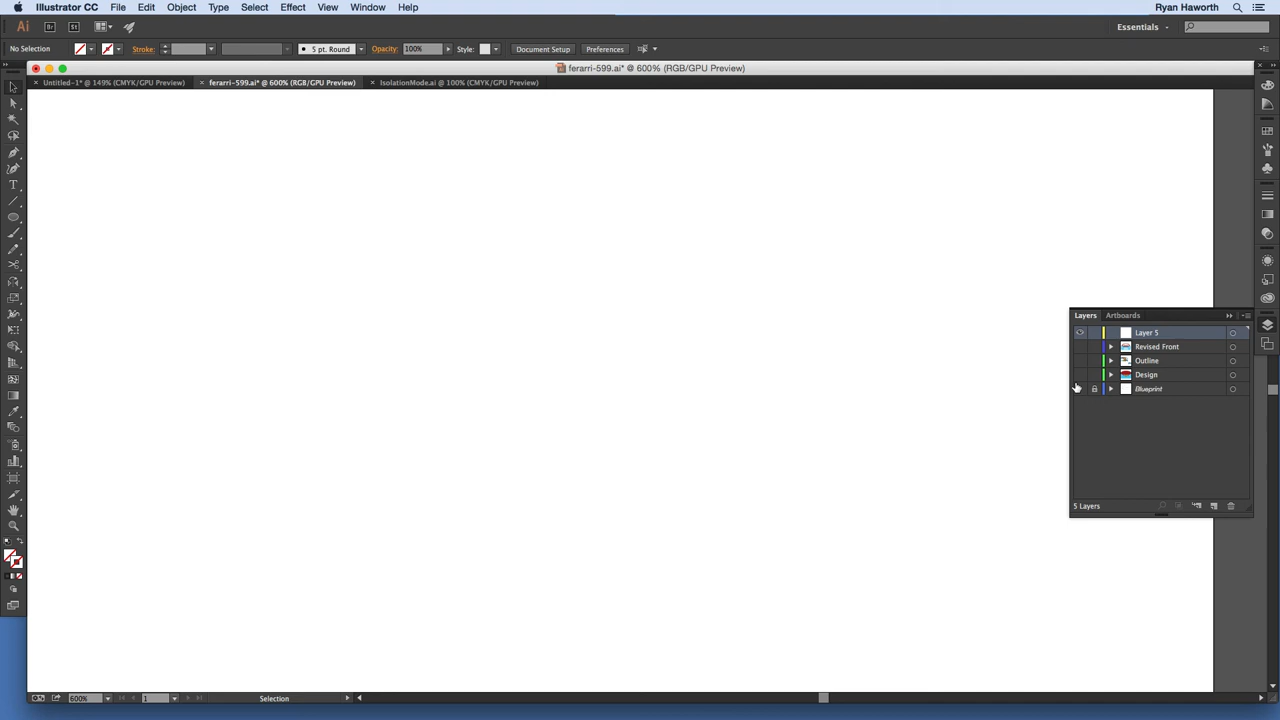 Illustrator CC File Edit Object Type Select Effect View Window Help Ryan Haworth
Ai Br St Essentials
No Selection Stroke: 5 pt. Round Opacity: 100% Style: Document Setup Preferences
ferarri-599.ai* @ 600% (RGB/GPU Preview)
× Untitled-1* @ 149% (CMYK/GPU Preview) × ferarri-599.ai* @ 600% (RGB/GPU Preview) × IsolationMode.ai @ 100% (CMYK/GPU Preview)
Layers Artboards
Layer 5
Revised Front
Outline
Design
Blueprint
5 Layers
600% 1 Selection